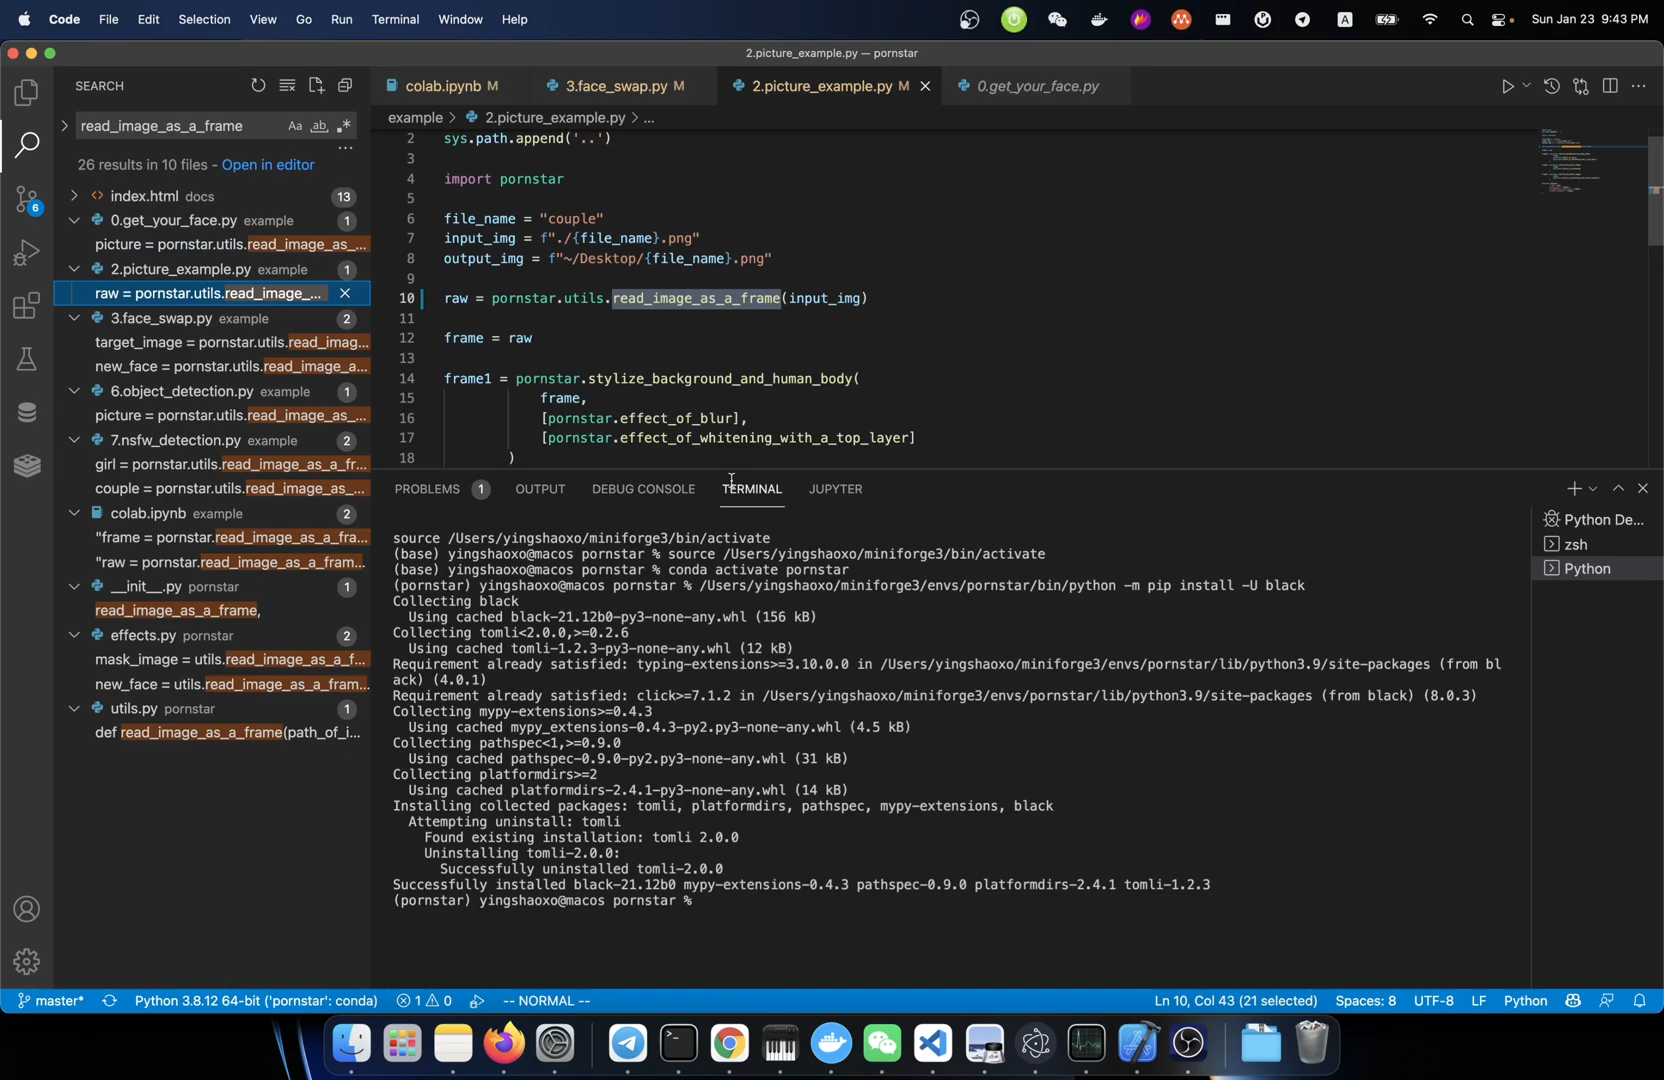 Code File Edit Selection View Go Run Terminal Window Help
A
Sun Jan 23 9:43 PM
2.picture_example.py — pornstar
SEARCH
read_image_as_a_frame
Aa ab
26 results in 10 files - Open in editor
index.html docs 13
0.get_your_face.py example 1
picture = pornstar.utils.read_image_as_...
2.picture_example.py example 1
raw = pornstar.utils.read_image_...
3.face_swap.py example 2
target_image = pornstar.utils.read_imag...
new_face = pornstar.utils.read_image_a...
6.object_detection.py example 1
picture = pornstar.utils.read_image_as_...
7.nsfw_detection.py example 2
girl = pornstar.utils.read_image_as_a_fr...
couple = pornstar.utils.read_image_as_...
colab.ipynb example 2
"frame = pornstar.read_image_as_a_fra...
"raw = pornstar.read_image_as_a_fram...
__init__.py pornstar 1
read_image_as_a_frame,
effects.py pornstar 2
mask_image = utils.read_image_as_a_f...
new_face = utils.read_image_as_a_fram...
utils.py pornstar 1
def read_image_as_a_frame(path_of_i...
6
colab.ipynb M
3.face_swap.py M
2.picture_example.py M
0.get_your_face.py
example > 2.picture_example.py > ...
2 sys.path.append('..')
3
4 import pornstar
5
6 file_name = "couple"
7 input_img = f"./{file_name}.png"
8 output_img = f"~/Desktop/{file_name}.png"
9
10 raw = pornstar.utils.read_image_as_a_frame(input_img)
11
12 frame = raw
13
14 frame1 = pornstar.stylize_background_and_human_body(
15 frame,
16 [pornstar.effect_of_blur],
17 [pornstar.effect_of_whitening_with_a_top_layer]
18 )
PROBLEMS 1 OUTPUT DEBUG CONSOLE TERMINAL JUPYTER
source /Users/yingshaoxo/miniforge3/bin/activate
(base) yingshaoxo@macos pornstar % source /Users/yingshaoxo/miniforge3/bin/activate
(base) yingshaoxo@macos pornstar % conda activate pornstar
(pornstar) yingshaoxo@macos pornstar % /Users/yingshaoxo/miniforge3/envs/pornstar/bin/python -m pip install -U black
Collecting black
Using cached black-21.12b0-py3-none-any.whl (156 kB)
Collecting tomli<2.0.0,>=0.2.6
Using cached tomli-1.2.3-py3-none-any.whl (12 kB)
Requirement already satisfied: typing-extensions>=3.10.0.0 in /Users/yingshaoxo/miniforge3/envs/pornstar/lib/python3.9/site-packages (from bl
ack) (4.0.1)
Requirement already satisfied: click>=7.1.2 in /Users/yingshaoxo/miniforge3/envs/pornstar/lib/python3.9/site-packages (from black) (8.0.3)
Collecting mypy-extensions>=0.4.3
Using cached mypy_extensions-0.4.3-py2.py3-none-any.whl (4.5 kB)
Collecting pathspec<1,>=0.9.0
Using cached pathspec-0.9.0-py2.py3-none-any.whl (31 kB)
Collecting platformdirs>=2
Using cached platformdirs-2.4.1-py3-none-any.whl (14 kB)
Installing collected packages: tomli, platformdirs, pathspec, mypy-extensions, black
Attempting uninstall: tomli
Found existing installation: tomli 2.0.0
Uninstalling tomli-2.0.0:
Successfully uninstalled tomli-2.0.0
Successfully installed black-21.12b0 mypy-extensions-0.4.3 pathspec-0.9.0 platformdirs-2.4.1 tomli-1.2.3
(pornstar) yingshaoxo@macos pornstar %
Python De...
zsh
Python
master* Python 3.8.12 64-bit ('pornstar': conda) 1 0 -- NORMAL -- Ln 10, Col 43 (21 selected) Spaces: 8 UTF-8 LF Python